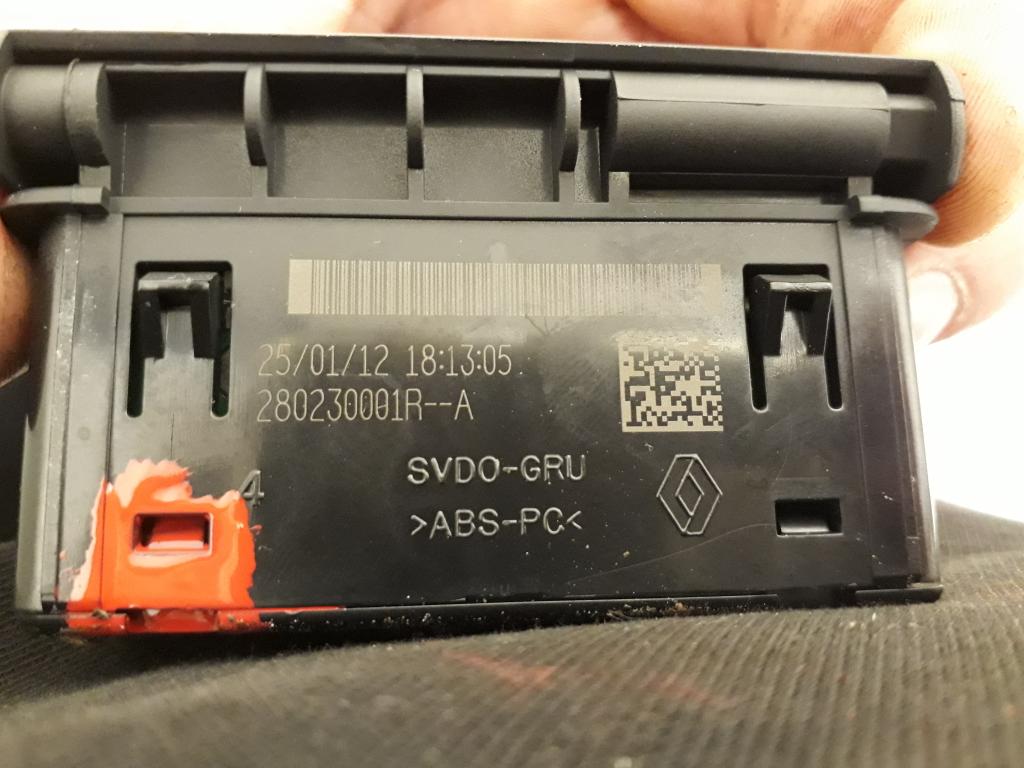 25/01/12 18:13:05
280230001R--A
4
SVDO-GRU
>ABS-PC<